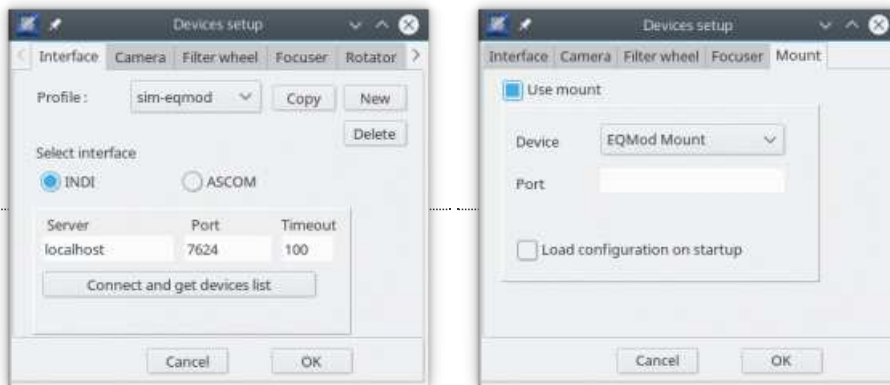 Devices setup
Interface Camera Filter wheel Focuser Rotator
Profile : sim-eqmod Copy New
Delete
Select interface
INDI ASCOM
Server Port Timeout
localhost 7624 100
Connect and get devices list
Cancel OK
Devices setup
Interface Camera Filter wheel Focuser Mount
Use mount
Device EQMod Mount
Port
Load configuration on startup
Cancel OK